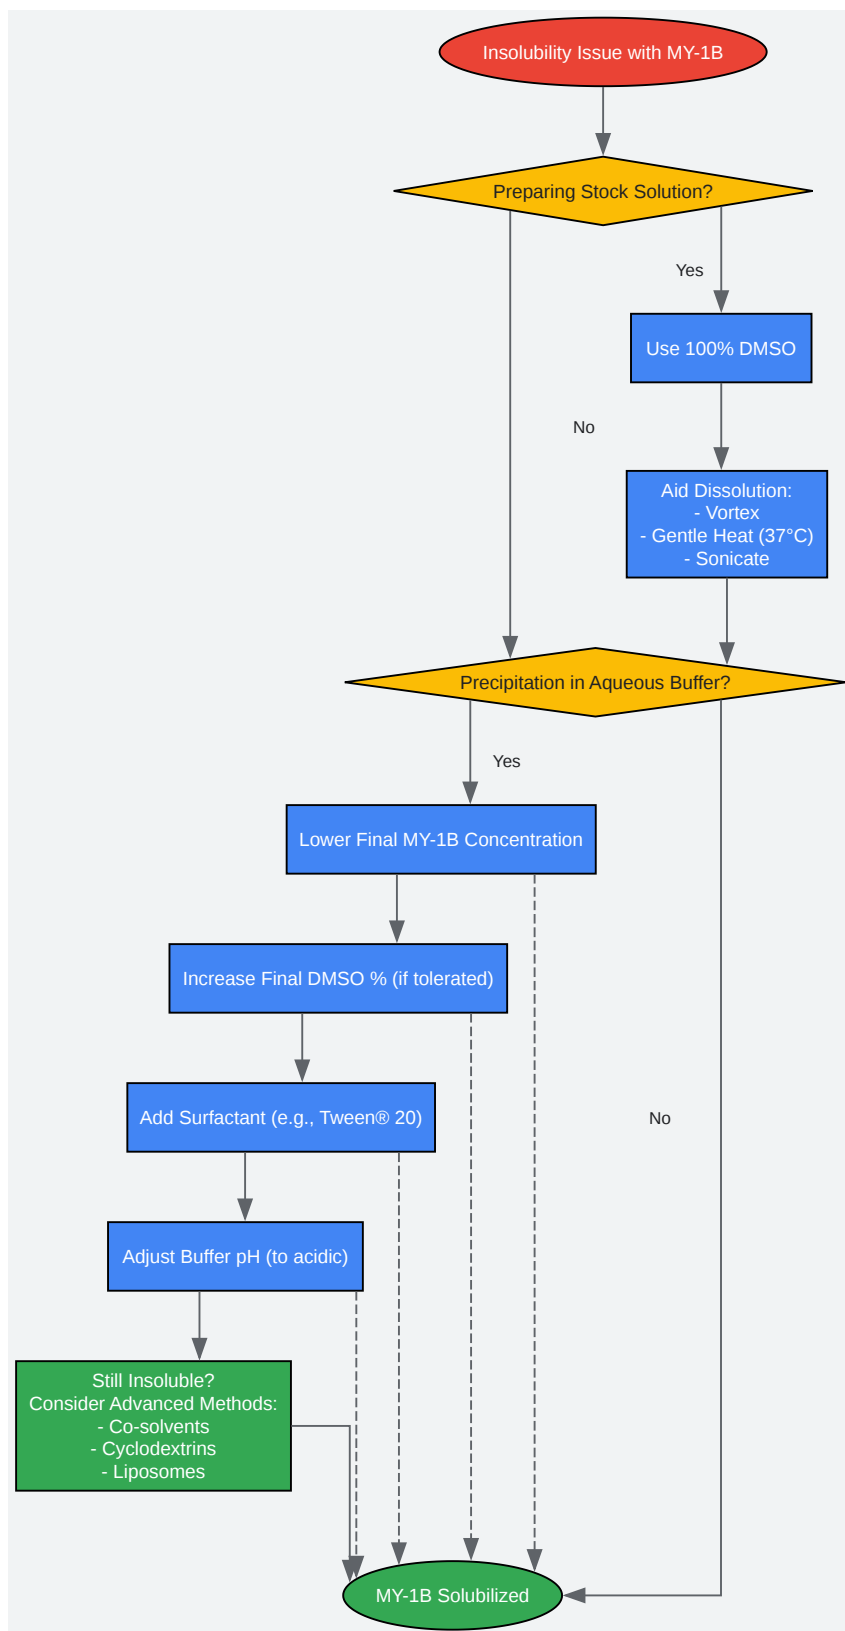 Insolubility Issue with MY-1B
Preparing Stock Solution?
Yes
Use 100% DMSO
No
Aid Dissolution:
- Vortex
- Gentle Heat (37°C)
- Sonicate
Precipitation in Aqueous Buffer?
Yes
Lower Final MY-1B Concentration
Increase Final DMSO % (if tolerated)
Add Surfactant (e.g., Tween® 20)
No
Adjust Buffer pH (to acidic)
Still Insoluble?
Consider Advanced Methods:
- Co-solvents
- Cyclodextrins
- Liposomes
MY-1B Solubilized